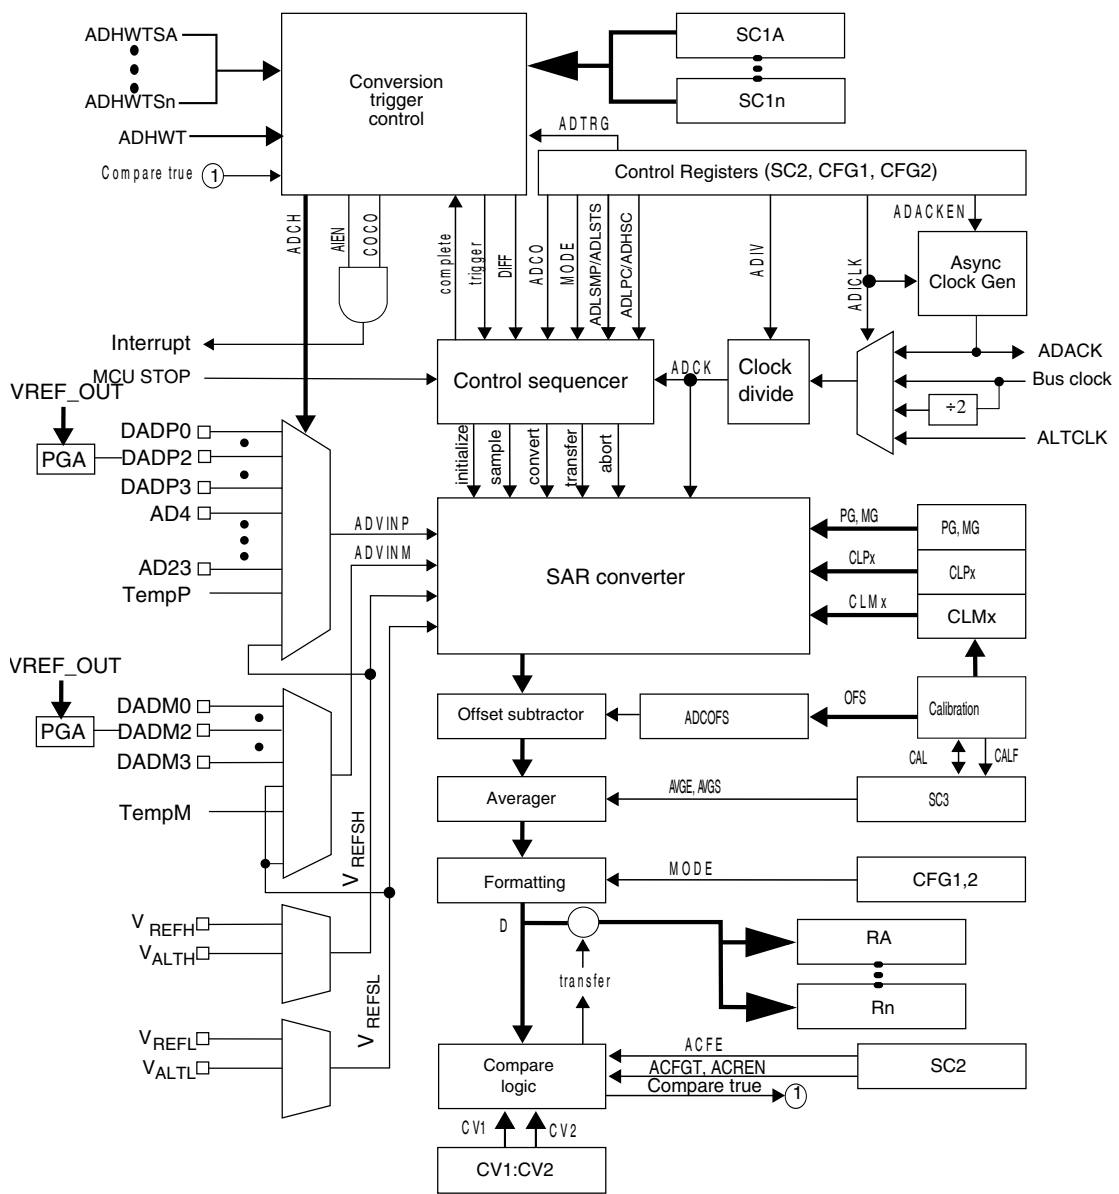 ADHWTSA
ADHWTSn
ADHWT
Compare true 1
Conversion
trigger
control
SC1A
SC1n
ADTRG
Control Registers (SC2, CFG1, CFG2)
ADCH
AIEN
COCO
complete
trigger
DIFF
ADCO
MODE
ADLSMP/ADLSTS
ADLPC/ADHSC
ADIV
ADICLK
ADACKEN
Async
Clock Gen
Interrupt
MCU STOP
Control sequencer
ADCK
Clock
divide
ADACK
Bus clock
÷2
ALTCLK
VREF_OUT
PGA
DADP0
DADP2
DADP3
AD4
AD23
TempP
initialize
sample
convert
transfer
abort
ADVINP
ADVINM
SAR converter
PG, MG
PG, MG
CLPx
CLPx
CLMx
CLMx
VREF_OUT
PGA
DADM0
DADM2
DADM3
TempM
Offset subtractor
ADCOFS
OFS
Calibration
CAL
CALF
Averager
AVGE, AVGS
SC3
Formatting
MODE
CFG1,2
V REFSH
V REFH
VALTH
D
transfer
RA
Rn
V REFSL
VREFL
VALTL
Compare
logic
ACFE
ACFGT, ACREN
Compare true 1
SC2
CV1
CV2
CV1:CV2